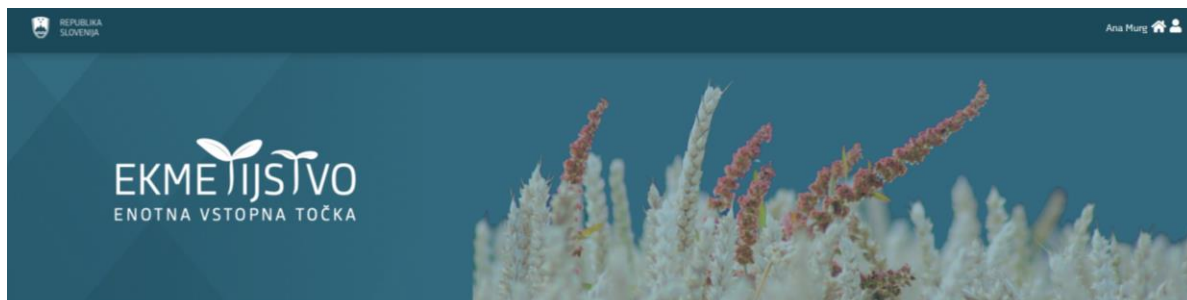 REPUBLIKA
SLOVENIJA
Ana Murg
EKMETIJSTVO
ENOTNA VSTOPNA TOČKA